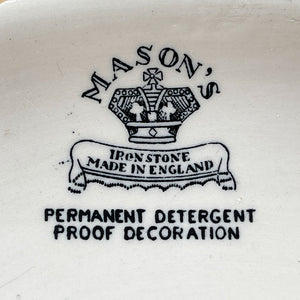 MASON'S
IRONSTONE
MADE IN ENGLAND
PERMANENT DETERGENT
PROOF DECORATION